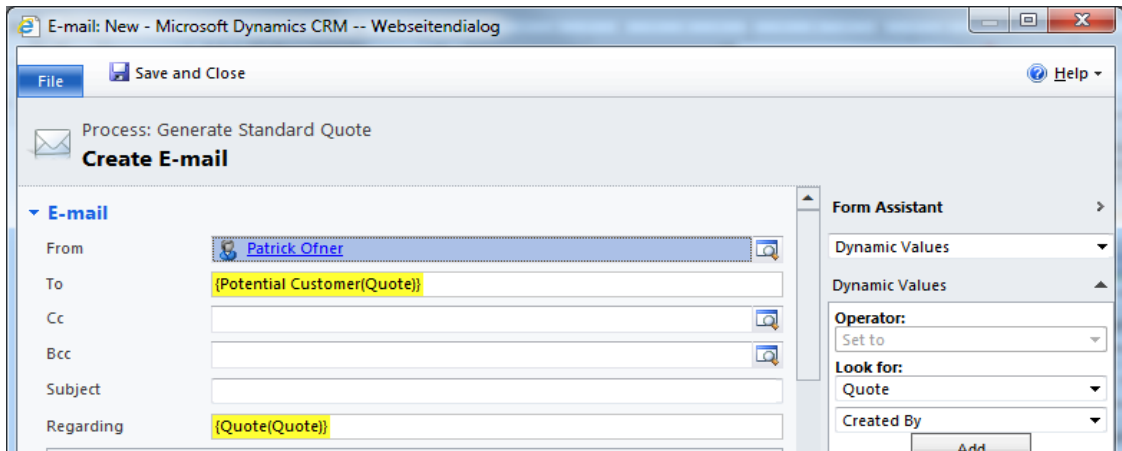 E-mail: New - Microsoft Dynamics CRM -- Webseitendialog
File
Save and Close
Help
Process: Generate Standard Quote
Create E-mail
E-mail
From Patrick Ofner
To {Potential Customer(Quote)}
Cc
Bcc
Subject
Regarding {Quote(Quote)}
Form Assistant
Dynamic Values
Dynamic Values
Operator:
Set to
Look for:
Quote
Created By
Add